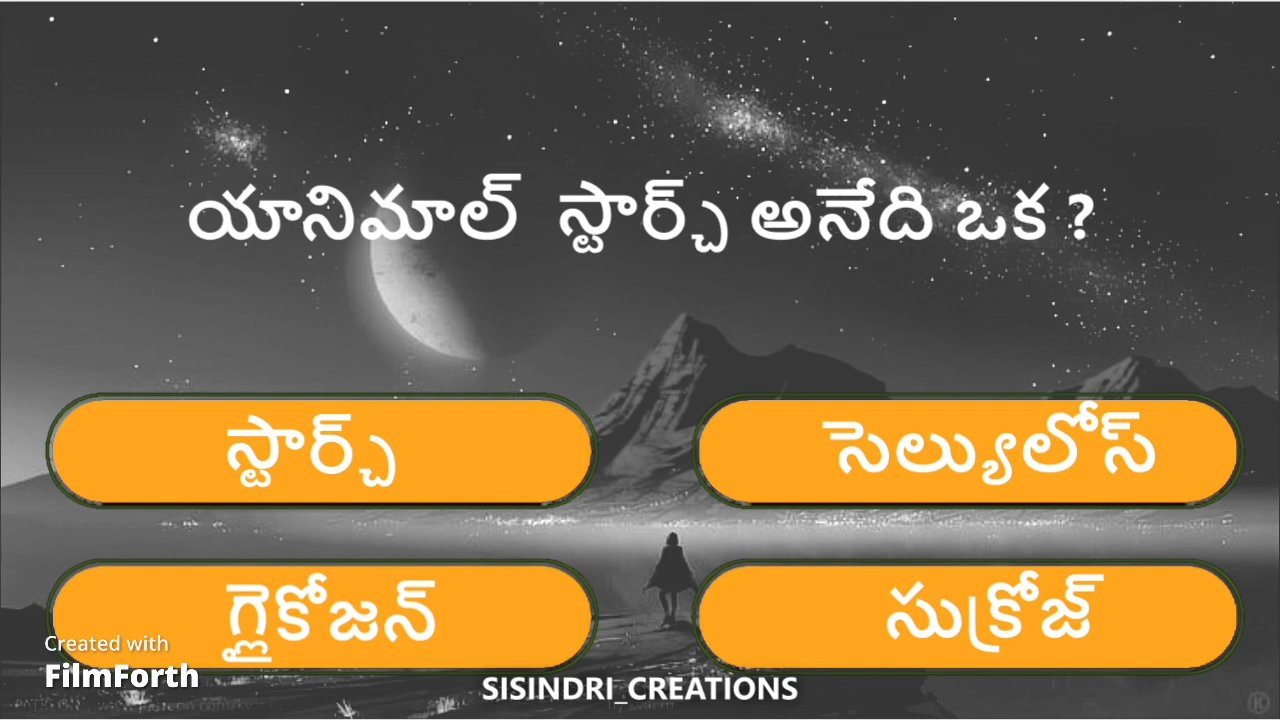 యానిమాల్ స్టార్చ్ అనేది ఒక ?
స్టార్చ్
సెల్యులోస్
గ్లైకోజన్
సుక్రోజ్
Created with
FilmForth
SISINDRI_CREATIONS